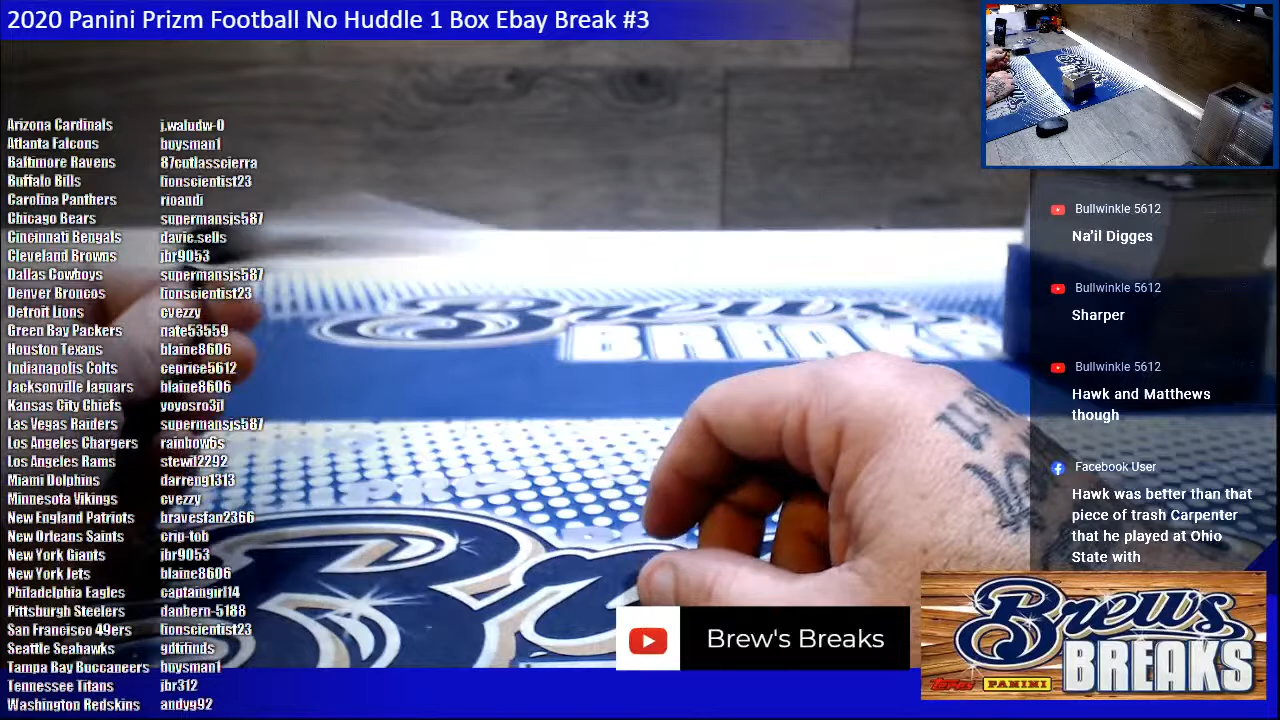 2020 Panini Prizm Football No Huddle 1 Box Ebay Break #3
Arizona Cardinals j.waludw-0
Atlanta Falcons buysman1
Baltimore Ravens 87cutlasscierra
Buffalo Bills lionscientist23
Carolina Panthers rioandi
Chicago Bears supermansjs587
Cincinnati Bengals davie.sells
Cleveland Browns jbr9053
Dallas Cowboys supermansjs587
Denver Broncos lionscientist23
Detroit Lions cvezzy
Green Bay Packers nate53559
Houston Texans blaine8606
Indianapolis Colts ceprice5612
Jacksonville Jaguars blaine8606
Kansas City Chiefs yoyosro3jl
Las Vegas Raiders supermansjs587
Los Angeles Chargers rainbow6s
Los Angeles Rams stewil2292
Miami Dolphins darreng1313
Minnesota Vikings cvezzy
New England Patriots bravesfan2366
New Orleans Saints crip-tob
New York Giants jbr9053
New York Jets blaine8606
Philadelphia Eagles captaingirl14
Pittsburgh Steelers danhern-5188
San Francisco 49ers lionscientist23
Seattle Seahawks gdtifinds
Tampa Bay Buccaneers buysman1
Tennessee Titans jbr312
Washington Redskins andyg92
Brew's
BREAKS
Bullwinkle 5612
Na'il Digges
Bullwinkle 5612
Sharper
Bullwinkle 5612
Hawk and Matthews
though
Facebook User
Hawk was better than that
piece of trash Carpenter
that he played at Ohio
State with
Brew's Breaks
Brew's
BREAKS
Topps PANINI